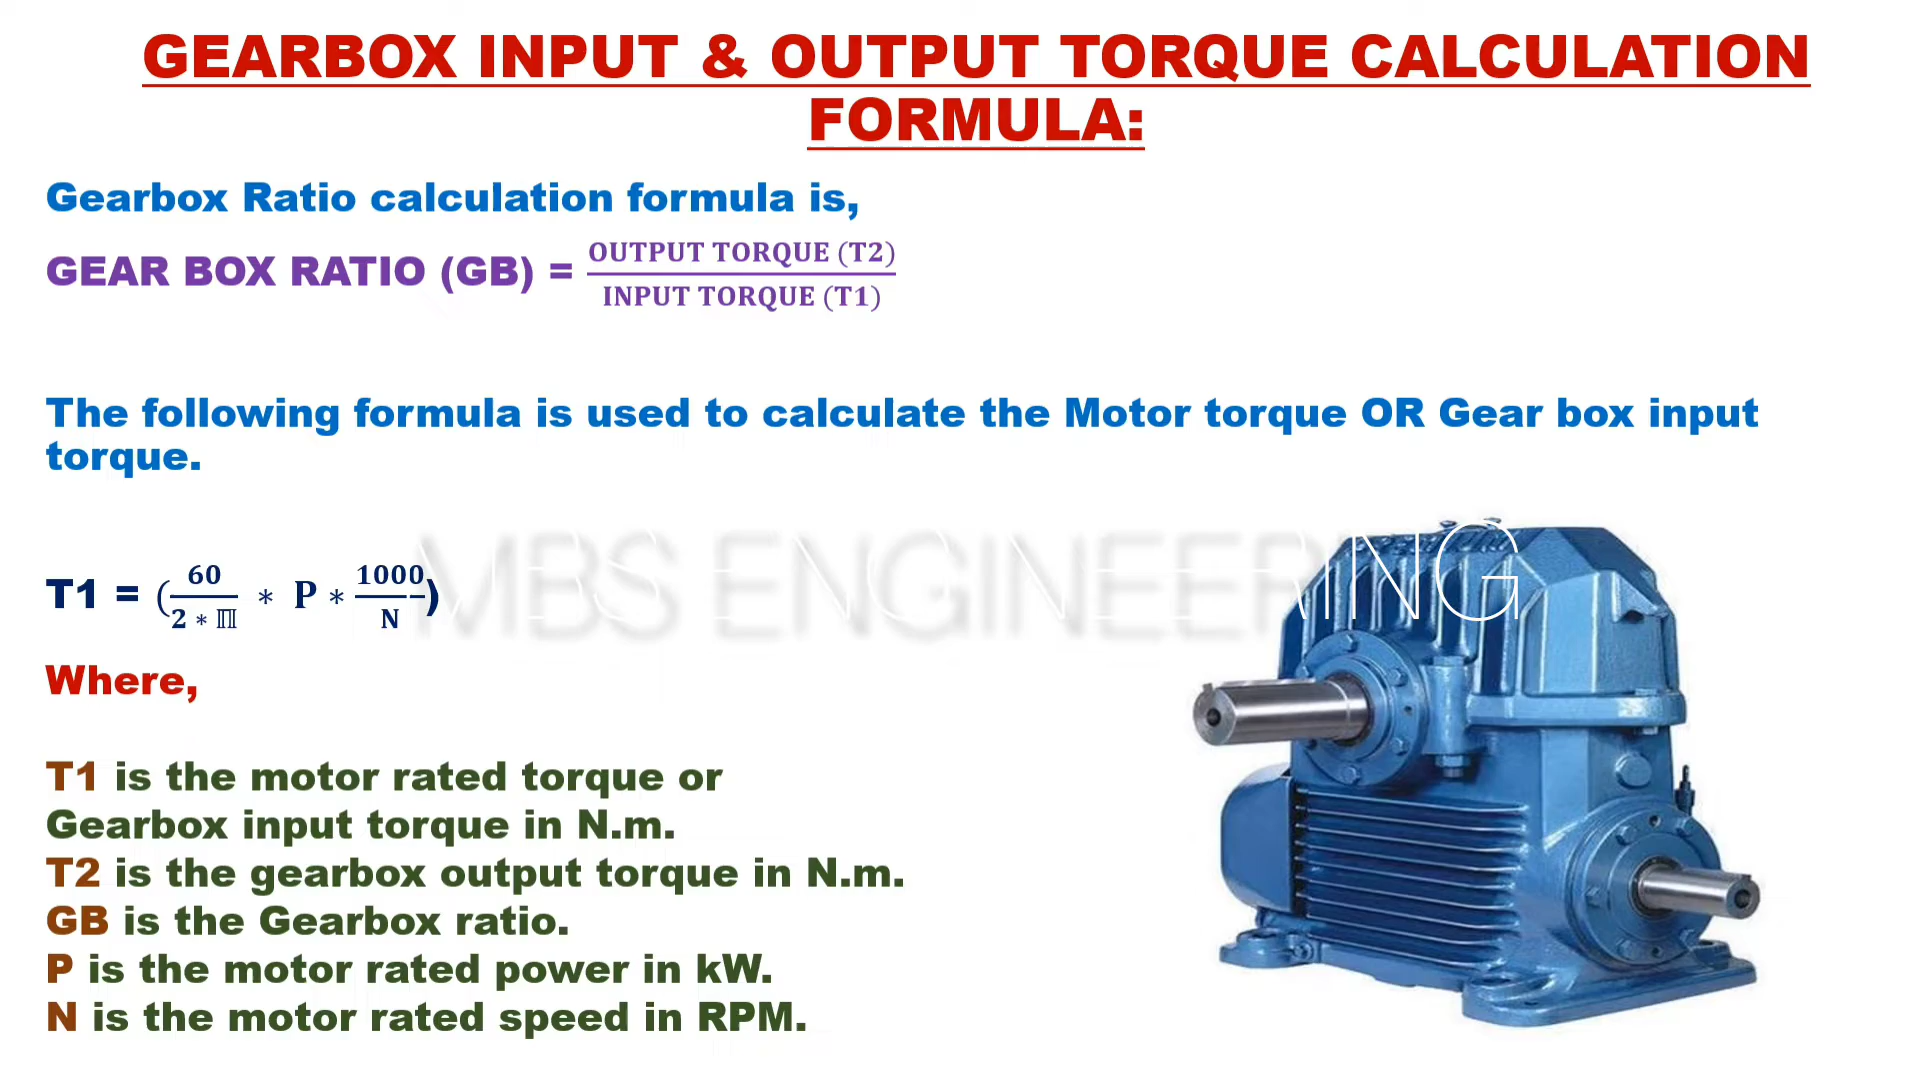 GEARBOX INPUT & OUTPUT TORQUE CALCULATION
FORMULA:
Gearbox Ratio calculation formula is,
GEAR BOX RATIO (GB) = OUTPUT TORQUE (T2) / INPUT TORQUE (T1)
The following formula is used to calculate the Motor torque OR Gear box input
torque.
MBS ENGINEERING
T1 = (60 / 2 * ℿ * P * 1000 / N)
Where,
T1 is the motor rated torque or
Gearbox input torque in N.m.
T2 is the gearbox output torque in N.m.
GB is the Gearbox ratio.
P is the motor rated power in kW.
N is the motor rated speed in RPM.